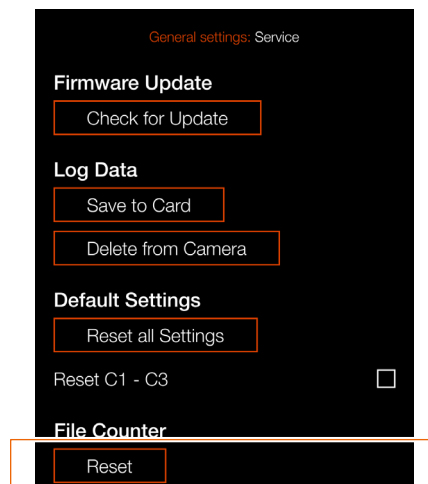 General settings: Service
Firmware Update
Check for Update
Log Data
Save to Card
Delete from Camera
Default Settings
Reset all Settings
Reset C1 - C3
File Counter
Reset